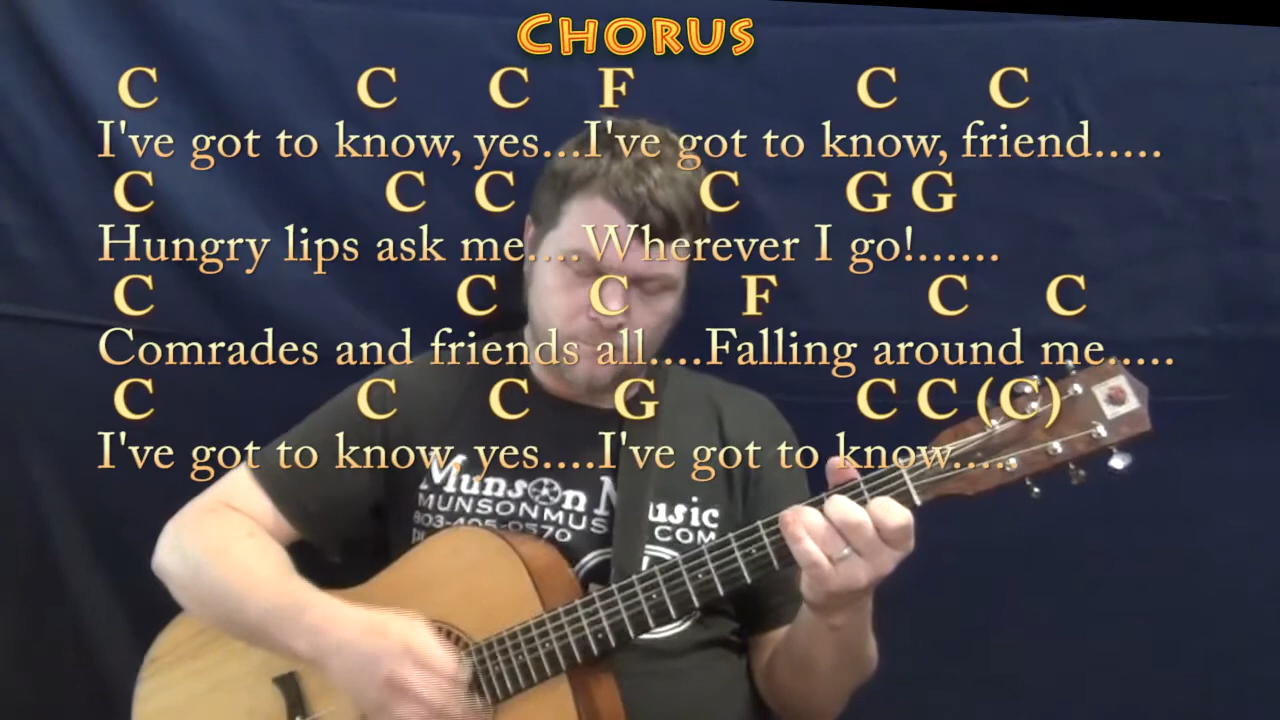 CHORUS
C C C F C C
I've got to know, yes...I've got to know, friend.....
C C C C G G
Hungry lips ask me....Wherever I go!......
C C C F C C
Comrades and friends all....Falling around me.....
C C C G C C (C)
I've got to know, yes....I've got to know.....
Munson Music
MUNSONMUS COM